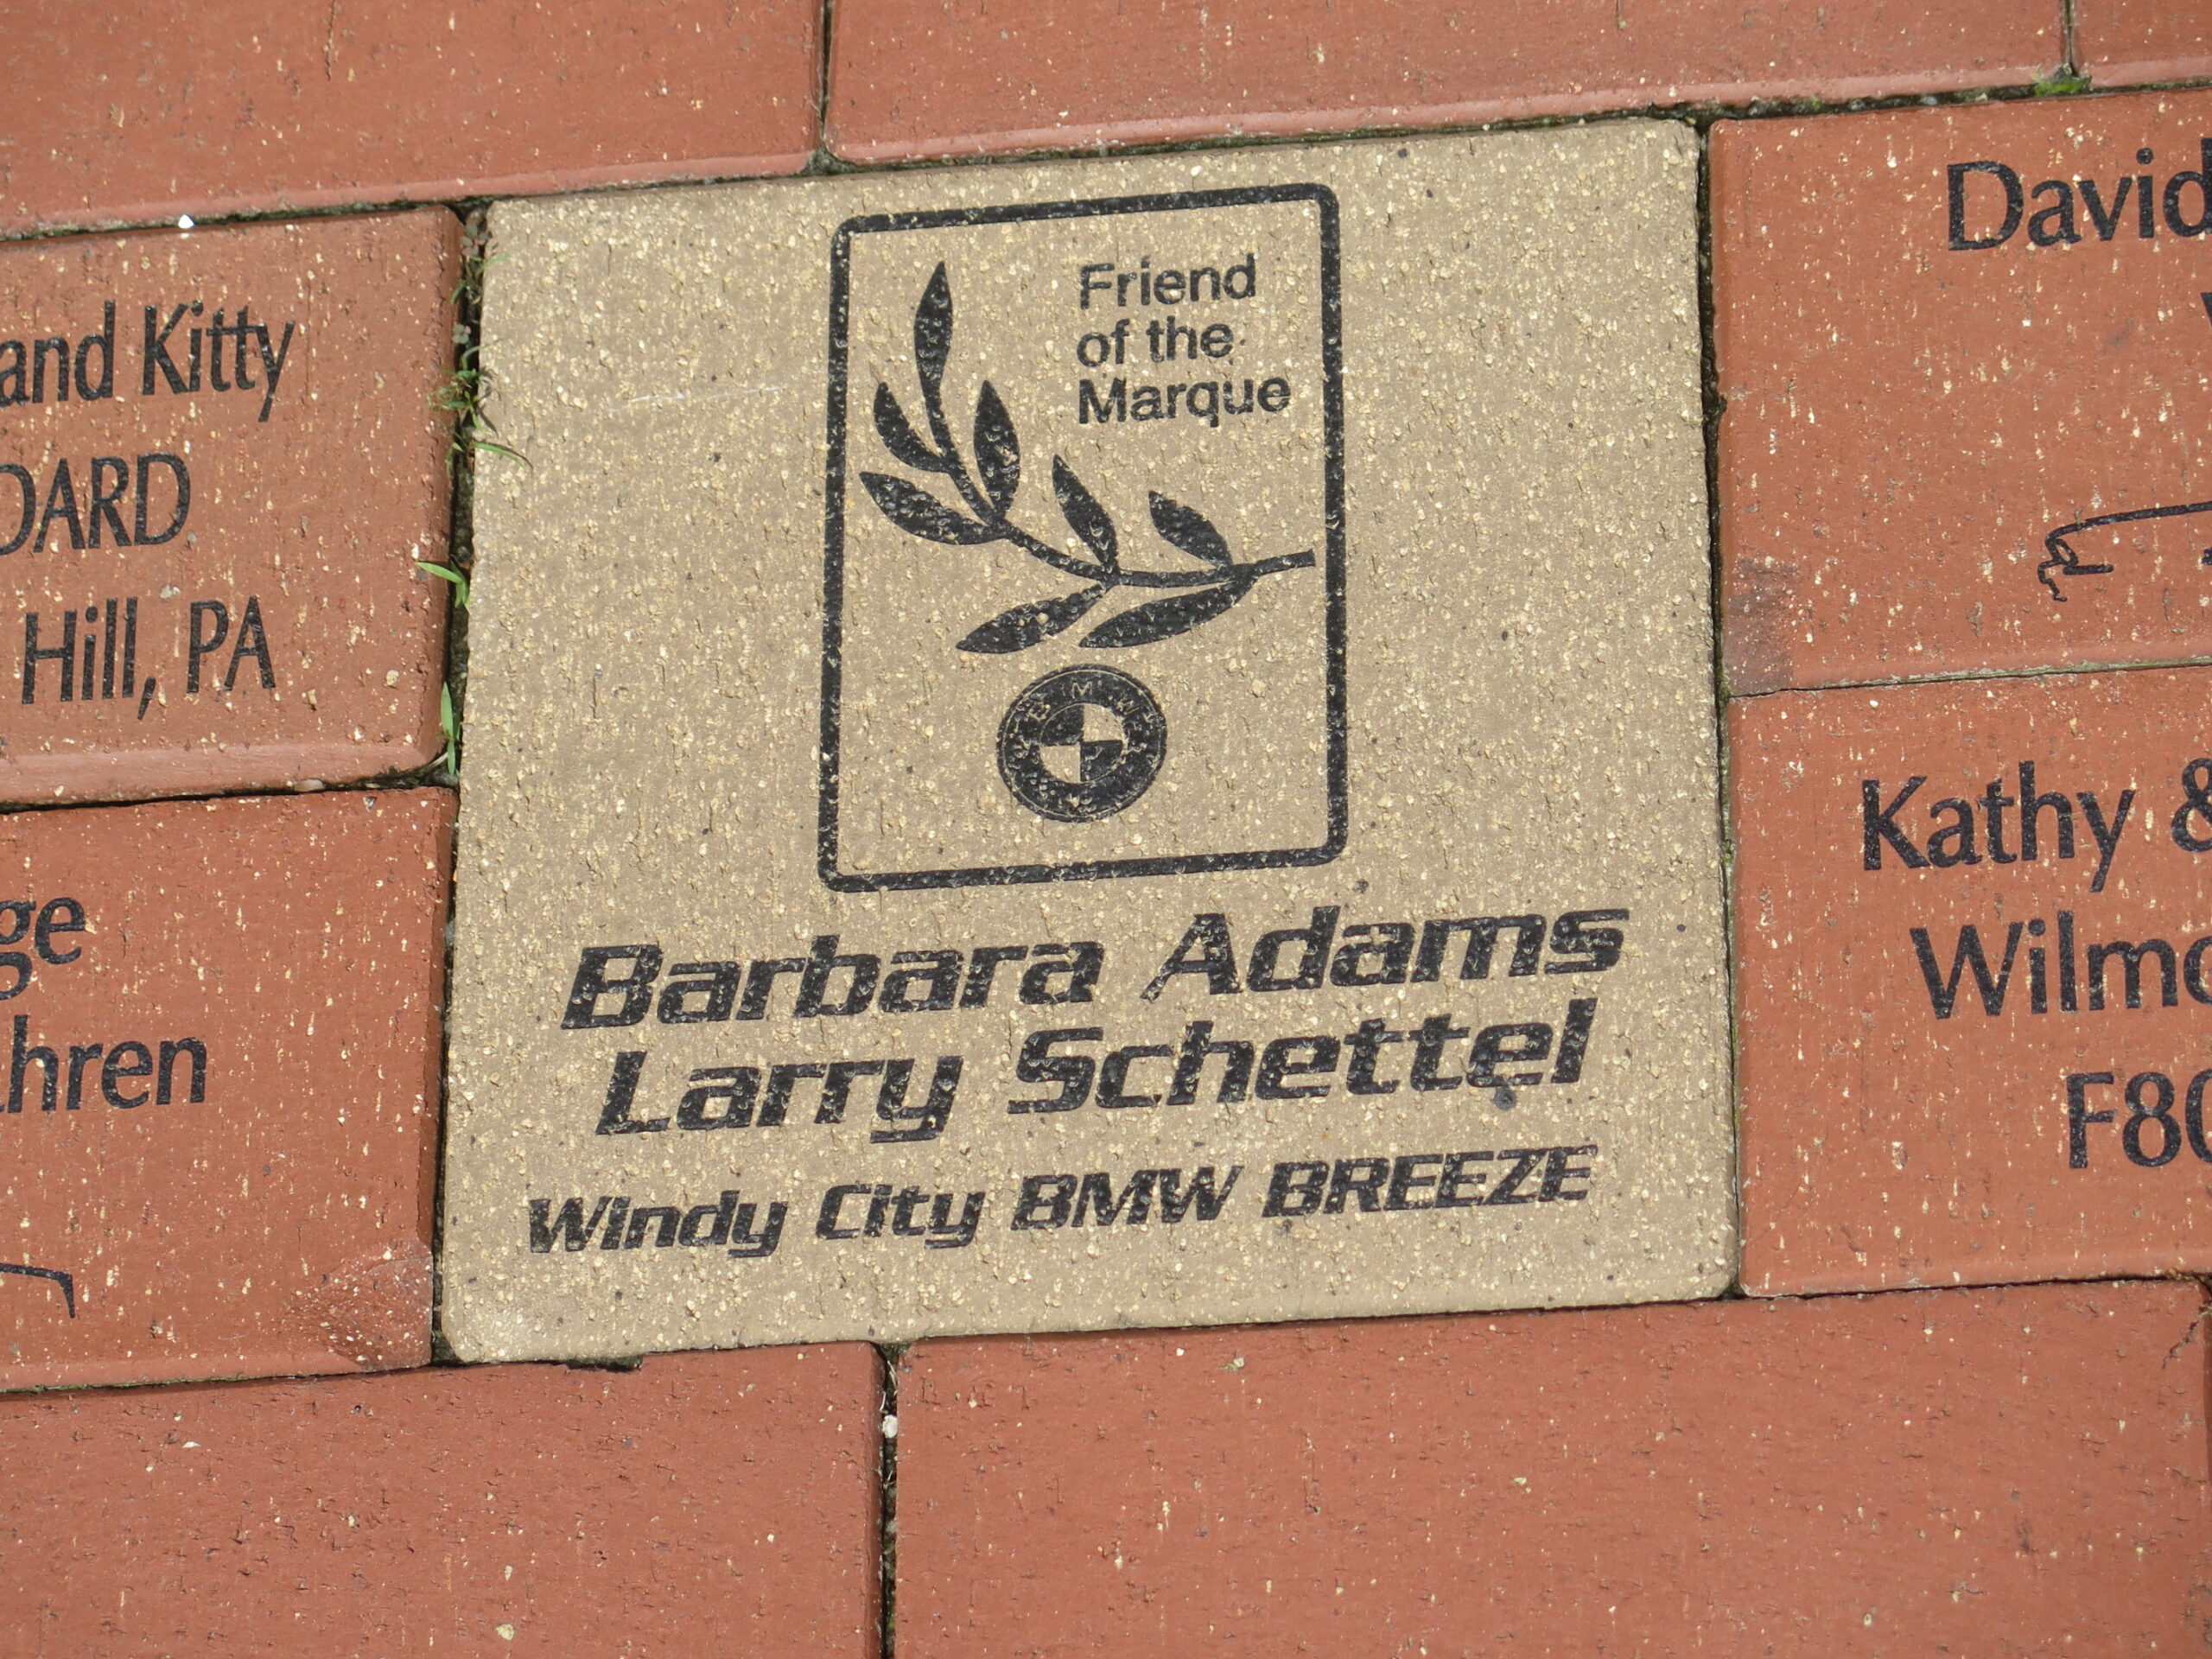 Friend
of the
Marque
BMW
Barbara Adams
Larry Schettel
Windy City BMW BREEZE
and Kitty
Hill, PA
David
Kathy &